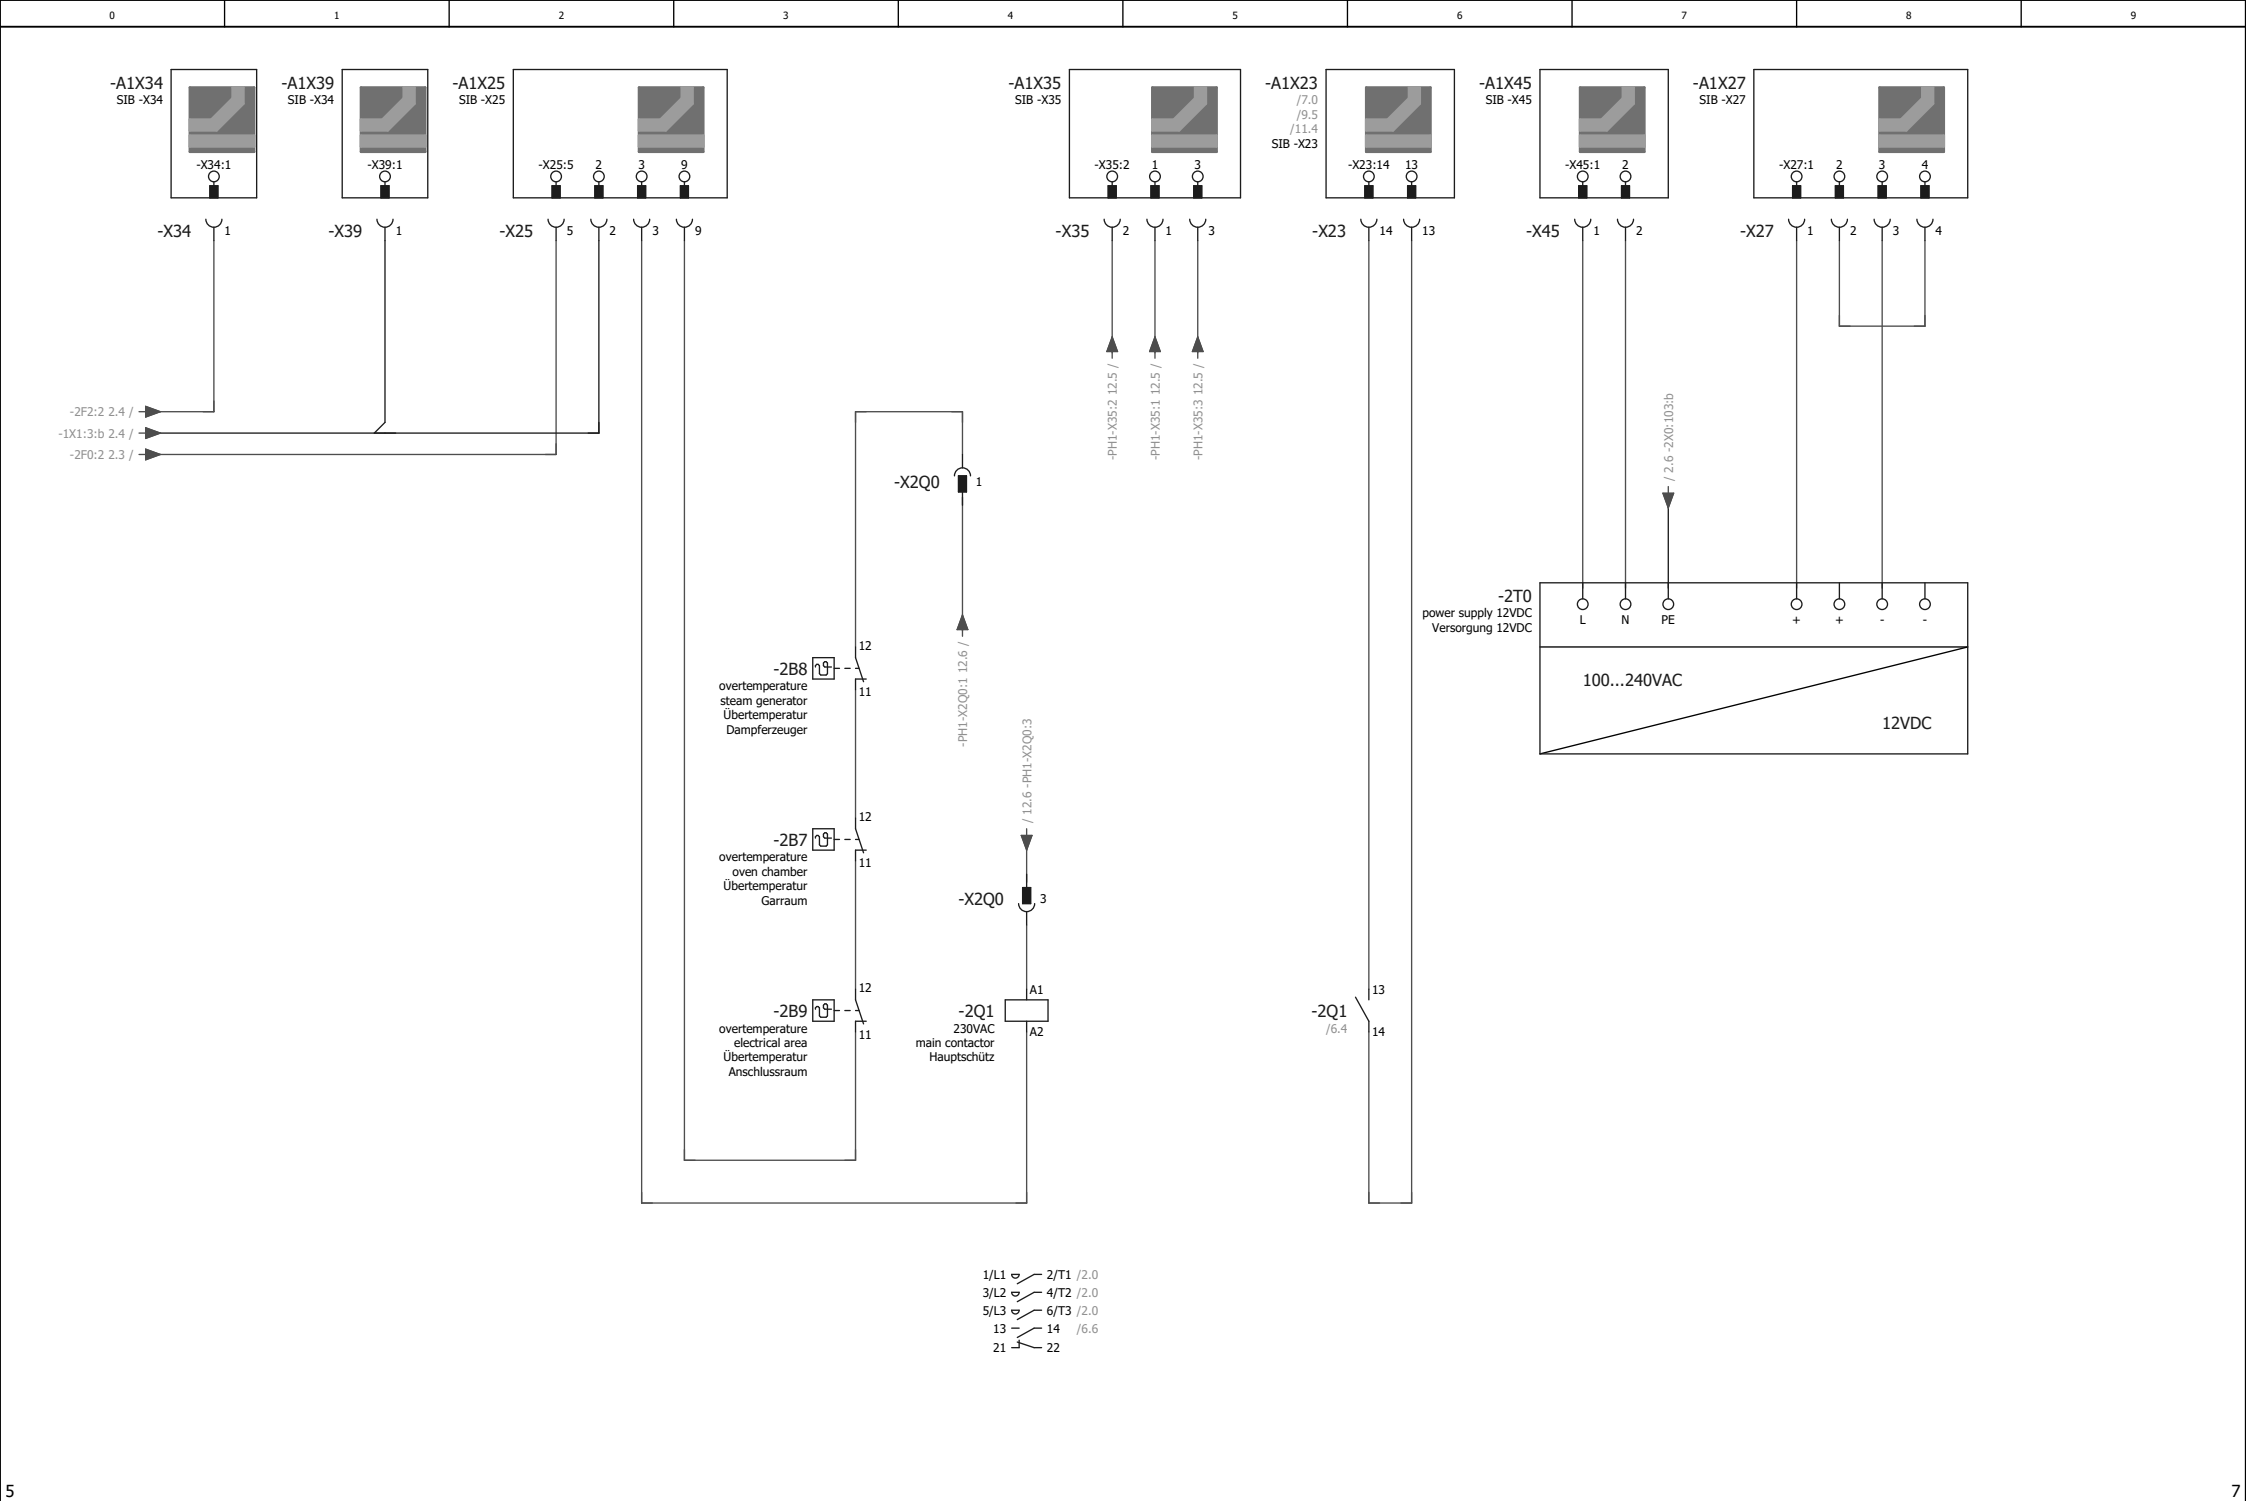 0 1 2 3 4 5 6 7 8 9
-A1X34
SIB -X34
-X34:1
-X34 1
-A1X39
SIB -X34
-X39:1
-X39 1
-A1X25
SIB -X25
-X25:5 2 3 9
-X25 5 2 3 9
-A1X35
SIB -X35
-X35:2 1 3
-X35 2 1 3
-A1X23
/7.0
/9.5
/11.4
SIB -X23
-X23:14 13
-X23 14 13
-A1X45
SIB -X45
-X45:1 2
-X45 1 2
-A1X27
SIB -X27
-X27:1 2 3 4
-X27 1 2 3 4
-2F2:2 2.4 /
-1X1:3:b 2.4 /
-2F0:2 2.3 /
-PH1-X35:2 12.5 /
-PH1-X35:1 12.5 /
-PH1-X35:3 12.5 /
/ 2.6 -2X0:103:b
-X2Q0 1
-PH1-X2Q0:1 12.6 /
-2T0
power supply 12VDC
Versorgung 12VDC
L N PE + + - -
100...240VAC
12VDC
12
-2B8
11
overtemperature
steam generator
Übertemperatur
Dampferzeuger
/ 12.6 -PH1-X2Q0:3
12
-2B7
11
overtemperature
oven chamber
Übertemperatur
Garraum
-X2Q0 3
12
-2B9
11
overtemperature
electrical area
Übertemperatur
Anschlussraum
A1
-2Q1
A2
230VAC
main contactor
Hauptschütz
13
-2Q1
/6.4
14
1/L1 2/T1 /2.0
3/L2 4/T2 /2.0
5/L3 6/T3 /2.0
13 14 /6.6
21 22
5
7